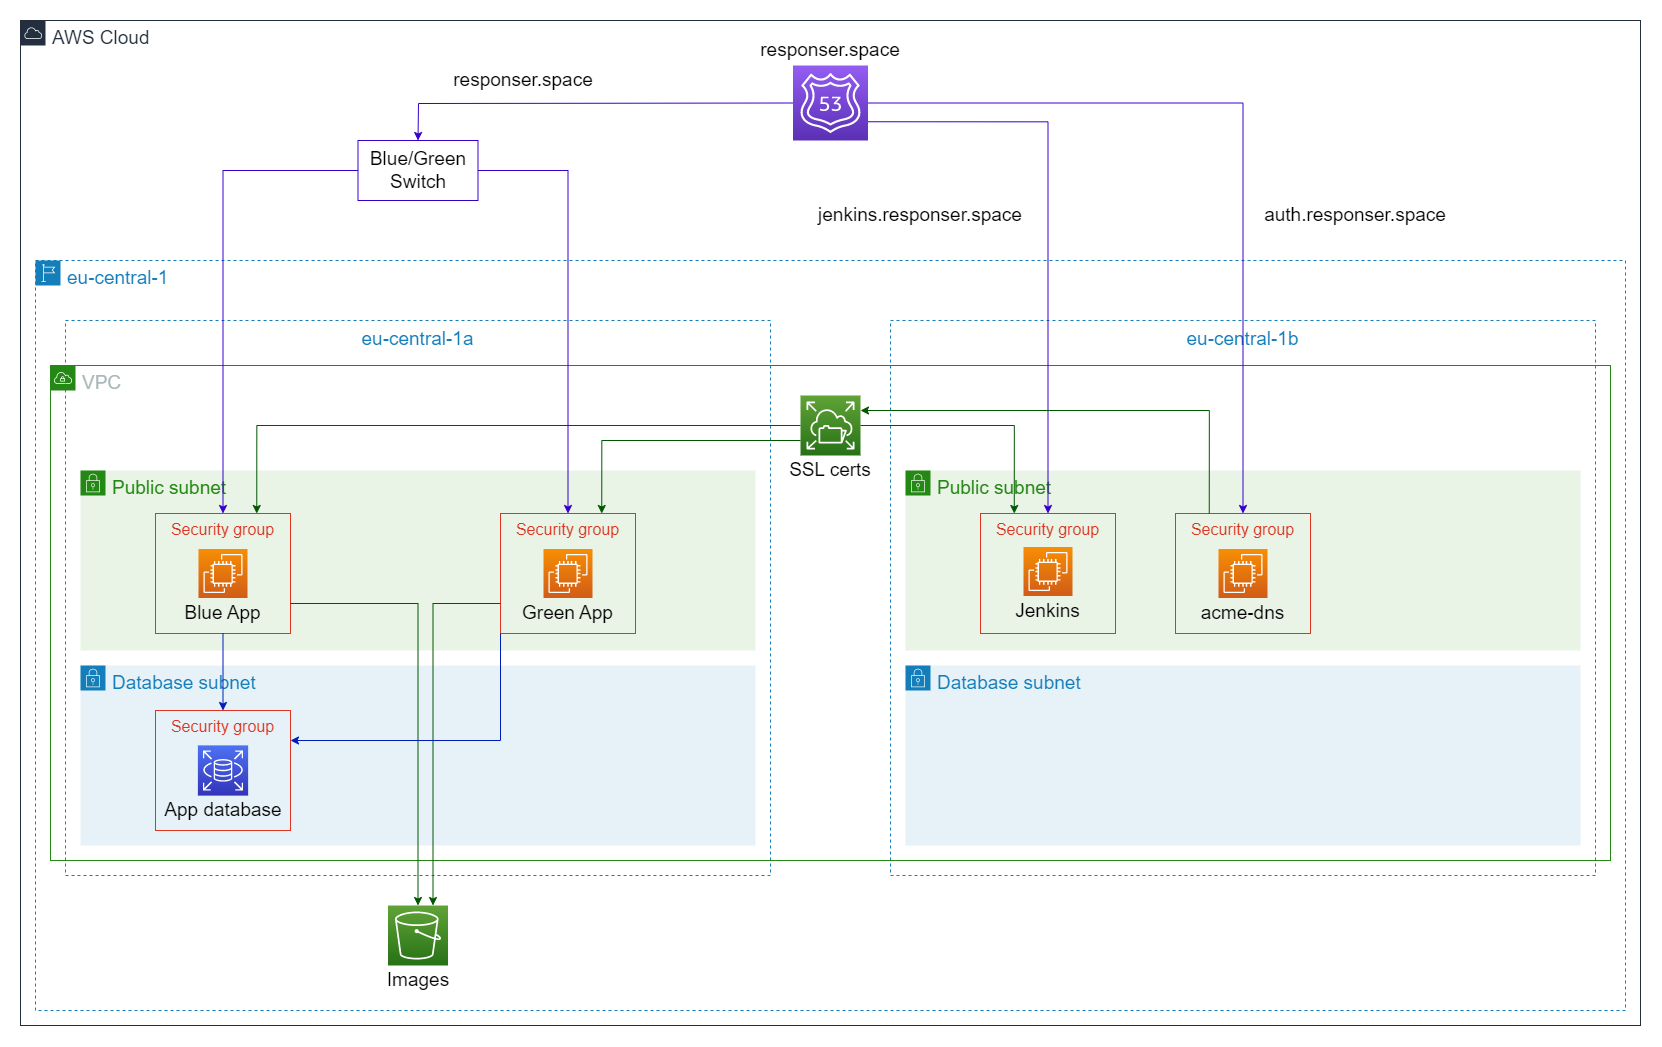 AWS Cloud
responser.space
53
responser.space
Blue/Green
Switch
jenkins.responser.space
auth.responser.space
eu-central-1
eu-central-1a
eu-central-1b
VPC
SSL certs
Public subnet
Public subnet
Security group
Security group
Security group
Security group
Blue App
Green App
Jenkins
acme-dns
Database subnet
Database subnet
Security group
App database
Images